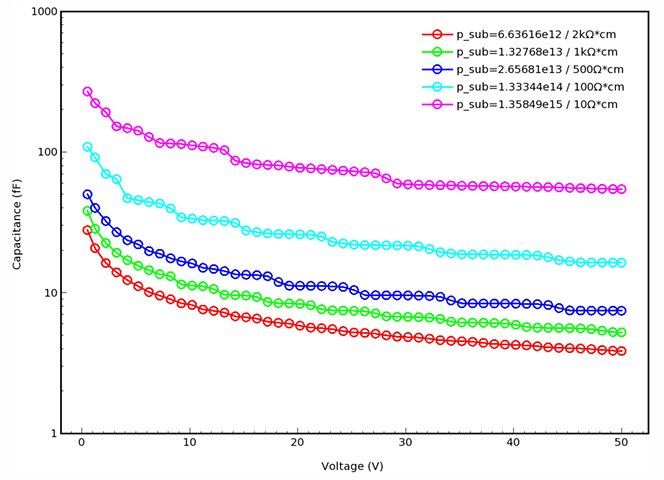 1000
p_sub=6.63616e12 / 2kΩ*cm
p_sub=1.32768e13 / 1kΩ*cm
p_sub=2.65681e13 / 500Ω*cm
p_sub=1.33344e14 / 100Ω*cm
p_sub=1.35849e15 / 10Ω*cm
100
Capacitance (fF)
10
1
0 10 20 30 40 50
Voltage (V)